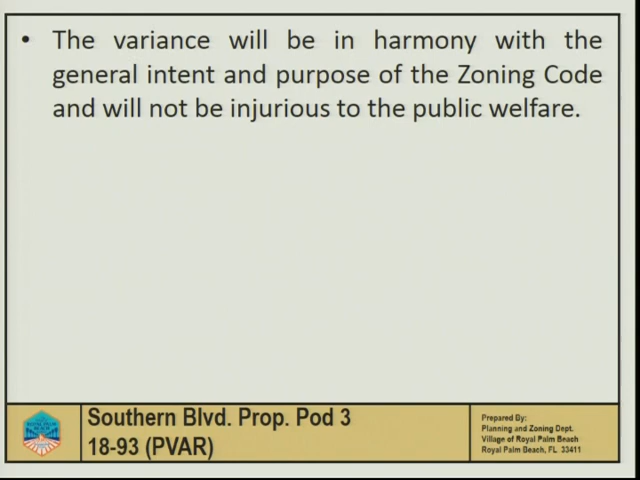 • The variance will be in harmony with the
general intent and purpose of the Zoning Code
and will not be injurious to the public welfare.
Southern Blvd. Prop. Pod 3
18-93 (PVAR)
Prepared By:
Planning and Zoning Dept.
Village of Royal Palm Beach
Royal Palm Beach, FL 33411